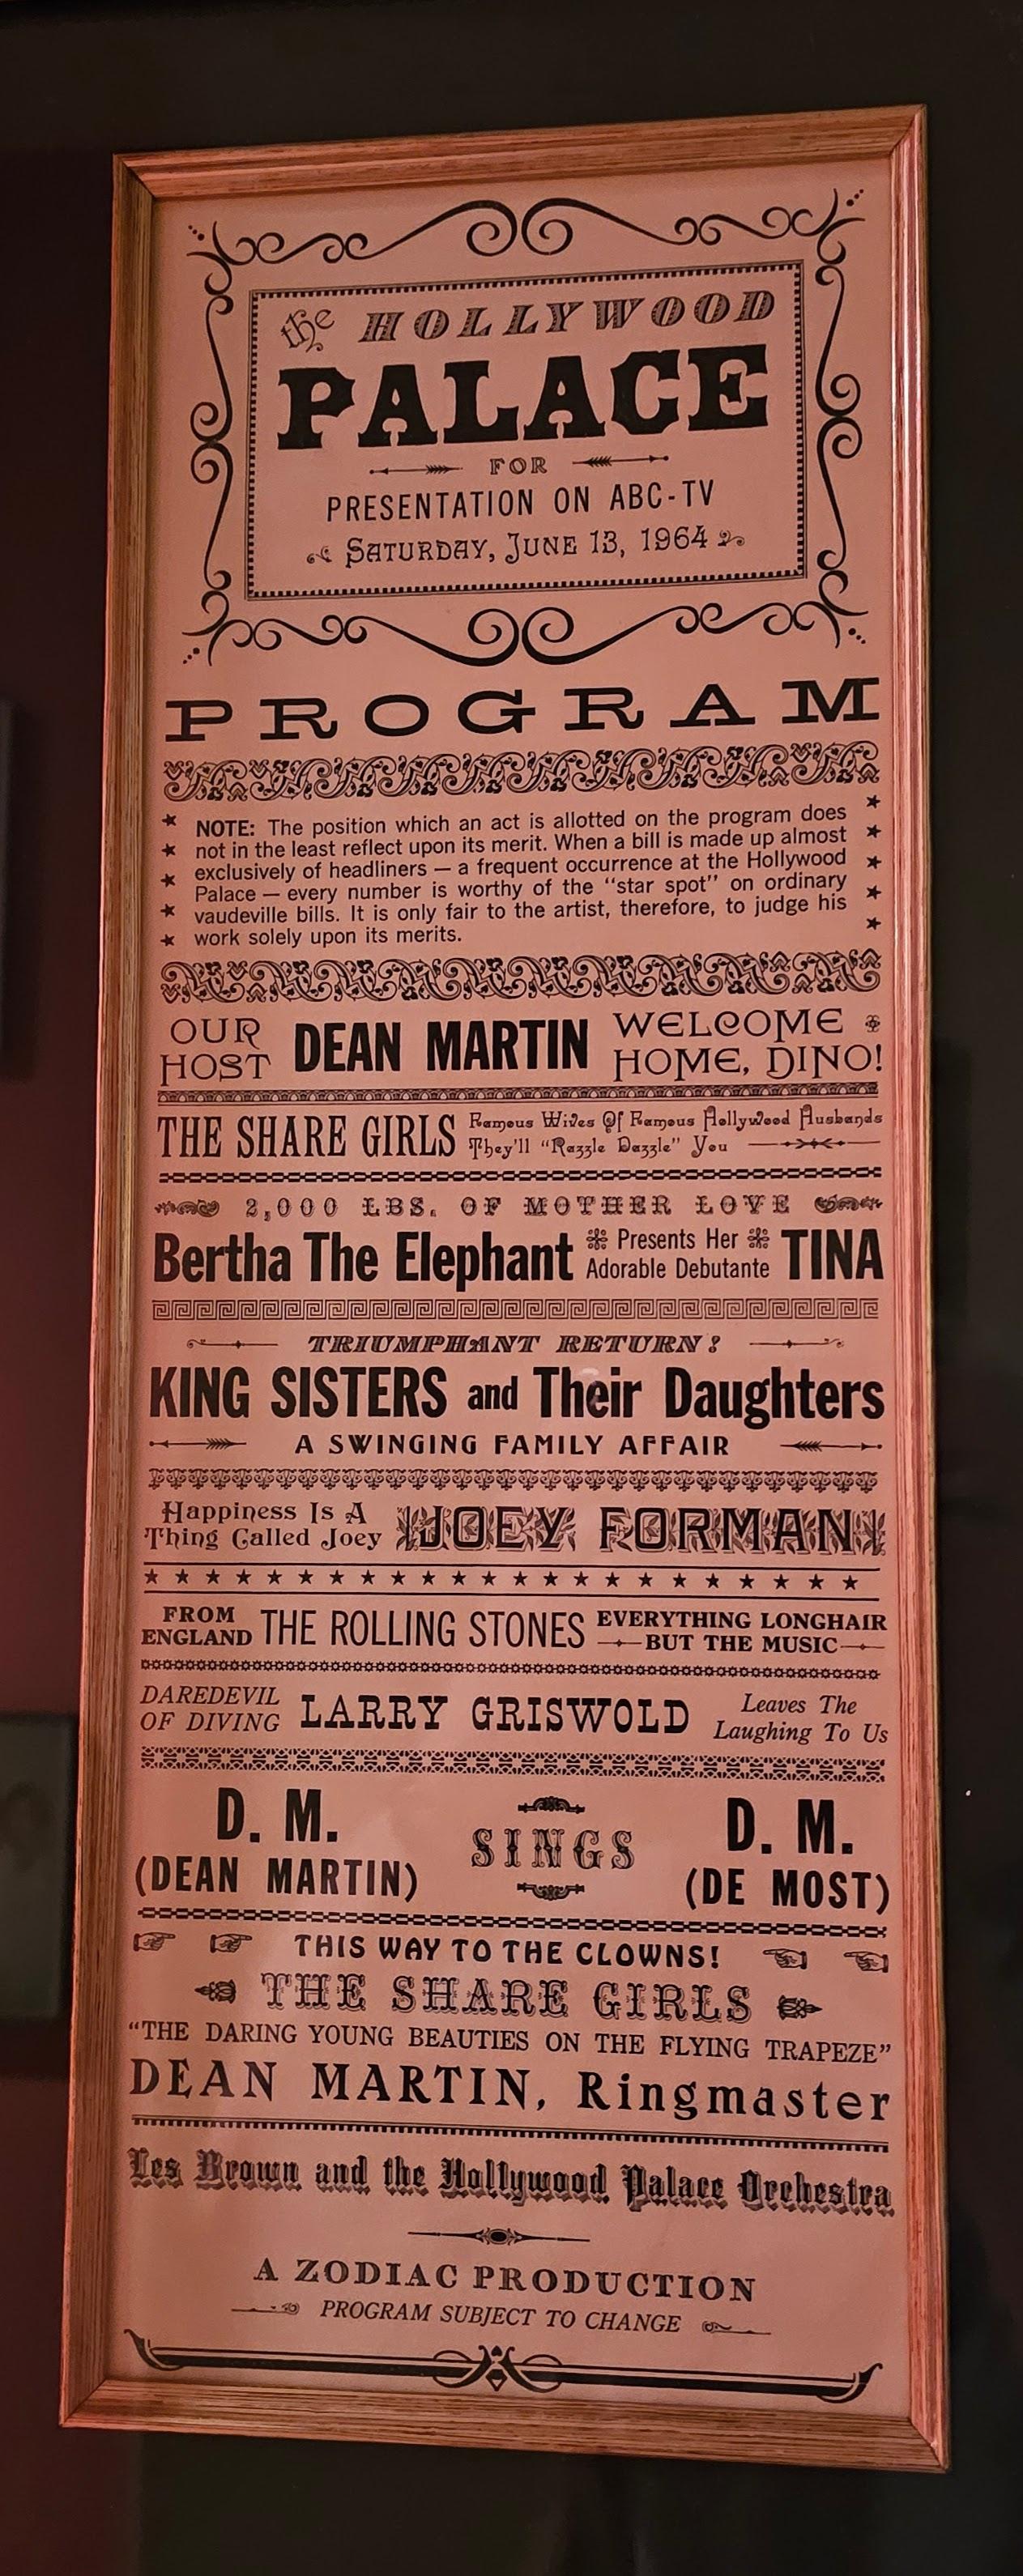 the HOLLYWOOD
PALACE
FOR
PRESENTATION ON ABC-TV
SATURDAY, JUNE 13, 1964
PROGRAM
NOTE: The position which an act is allotted on the program does
not in the least reflect upon its merit. When a bill is made up almost
exclusively of headliners — a frequent occurrence at the Hollywood
Palace — every number is worthy of the "star spot" on ordinary
vaudeville bills. It is only fair to the artist, therefore, to judge his
work solely upon its merits.
OUR HOST DEAN MARTIN WELCOME HOME, DINO!
THE SHARE GIRLS Famous Wives Of Famous Hollywood Husbands
They'll "Razzle Dazzle" You
2,000 LBS. OF MOTHER LOVE
Bertha The Elephant Presents Her Adorable Debutante TINA
TRIUMPHANT RETURN!
KING SISTERS and Their Daughters
A SWINGING FAMILY AFFAIR
Happiness Is A
Thing Called Joey JOEY FORMAN
FROM ENGLAND THE ROLLING STONES EVERYTHING LONGHAIR
BUT THE MUSIC
DAREDEVIL
OF DIVING LARRY GRISWOLD Leaves The
Laughing To Us
D. M.
(DEAN MARTIN)
SINGS
D. M.
(DE MOST)
THIS WAY TO THE CLOWNS!
THE SHARE GIRLS
"THE DARING YOUNG BEAUTIES ON THE FLYING TRAPEZE"
DEAN MARTIN, Ringmaster
Les Brown and the Hollywood Palace Orchestra
A ZODIAC PRODUCTION
PROGRAM SUBJECT TO CHANGE